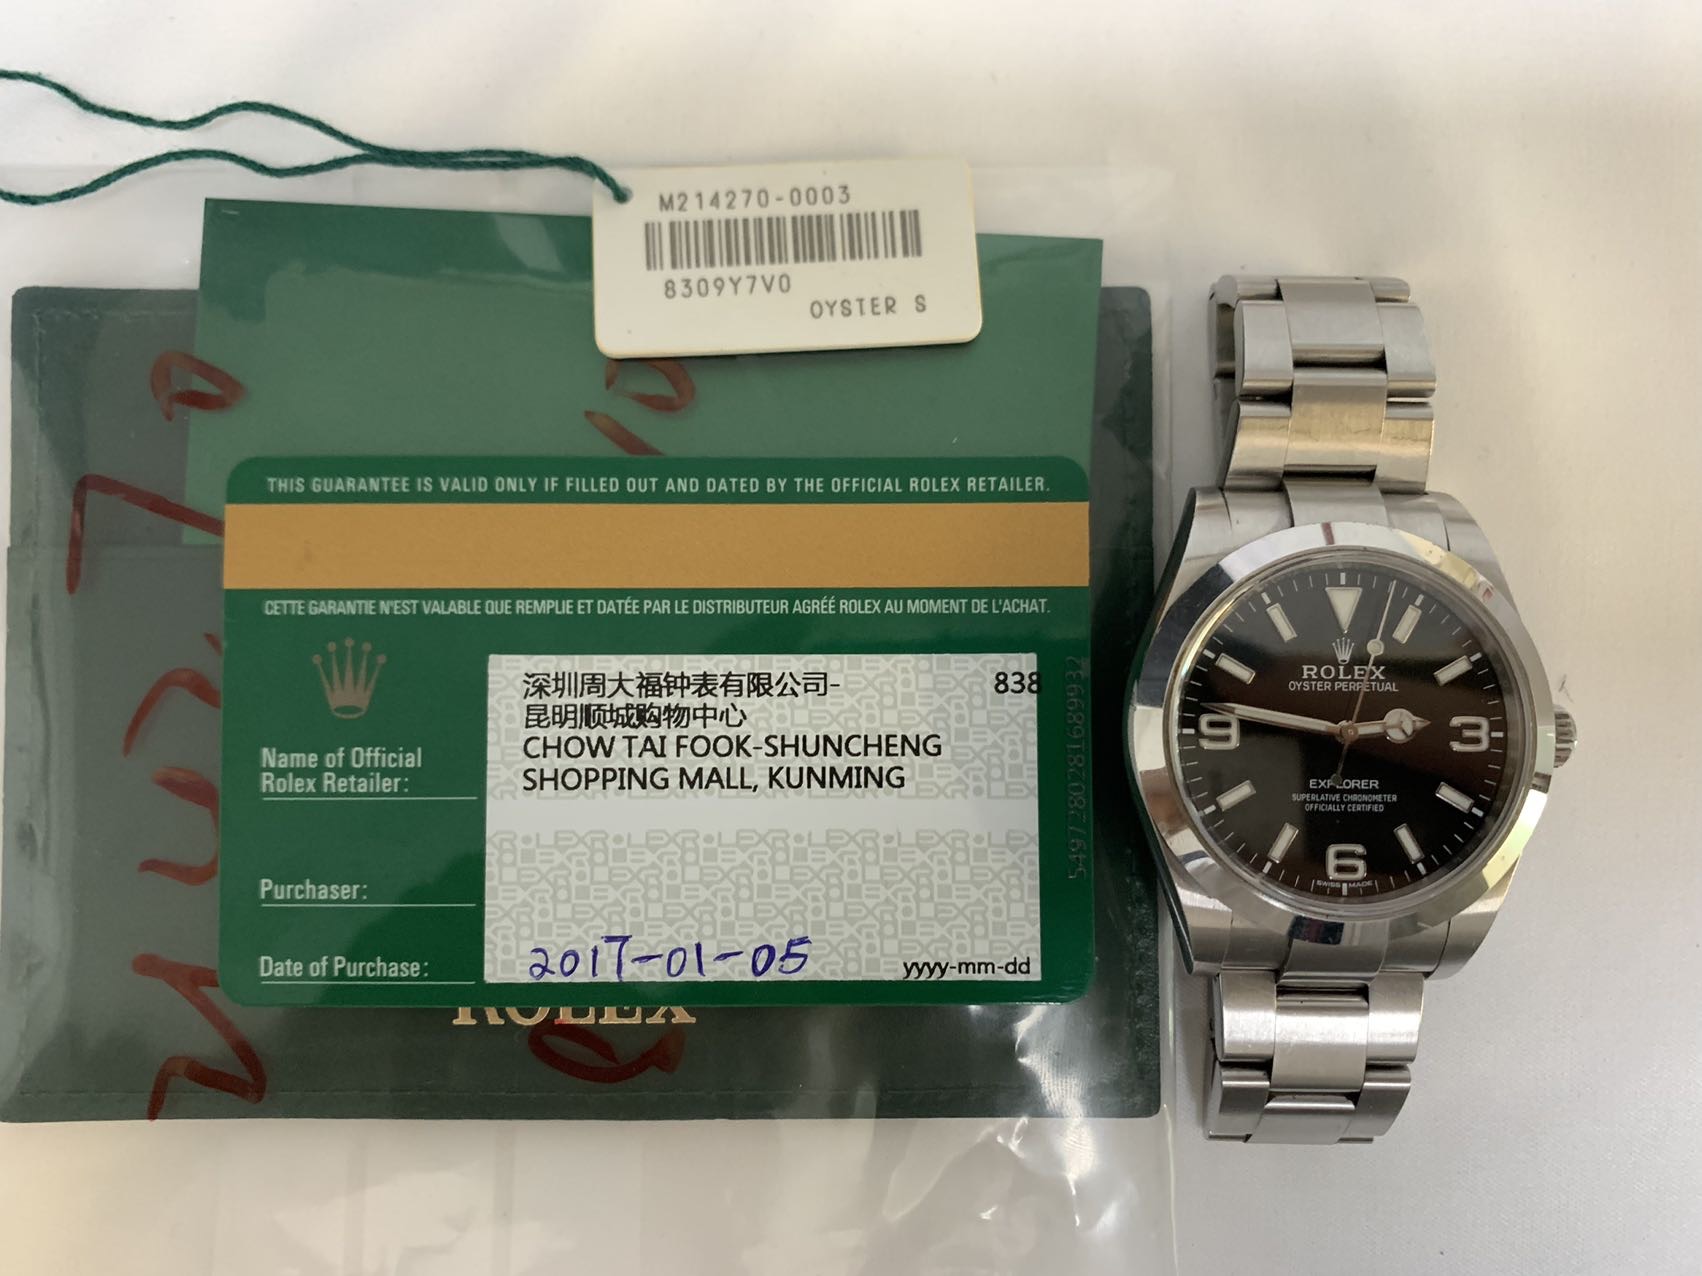 M214270-0003
8309Y7V0
OYSTER S
THIS GUARANTEE IS VALID ONLY IF FILLED OUT AND DATED BY THE OFFICIAL ROLEX RETAILER.
CETTE GARANTIE N'EST VALABLE QUE REMPLIE ET DATÉE PAR LE DISTRIBUTEUR AGRÉÉ ROLEX AU MOMENT DE L'ACHAT.
深圳周大福钟表有限公司- 838
昆明顺城购物中心
Name of Official
Rolex Retailer:
CHOW TAI FOOK-SHUNCHENG
SHOPPING MALL, KUNMING
Purchaser:
Date of Purchase:
2017-01-05
yyyy-mm-dd
5497280281689932
ROLEX
ROLEX
OYSTER PERPETUAL
9
3
EXPLORER
SUPERLATIVE CHRONOMETER
OFFICIALLY CERTIFIED
6
SWISS MADE